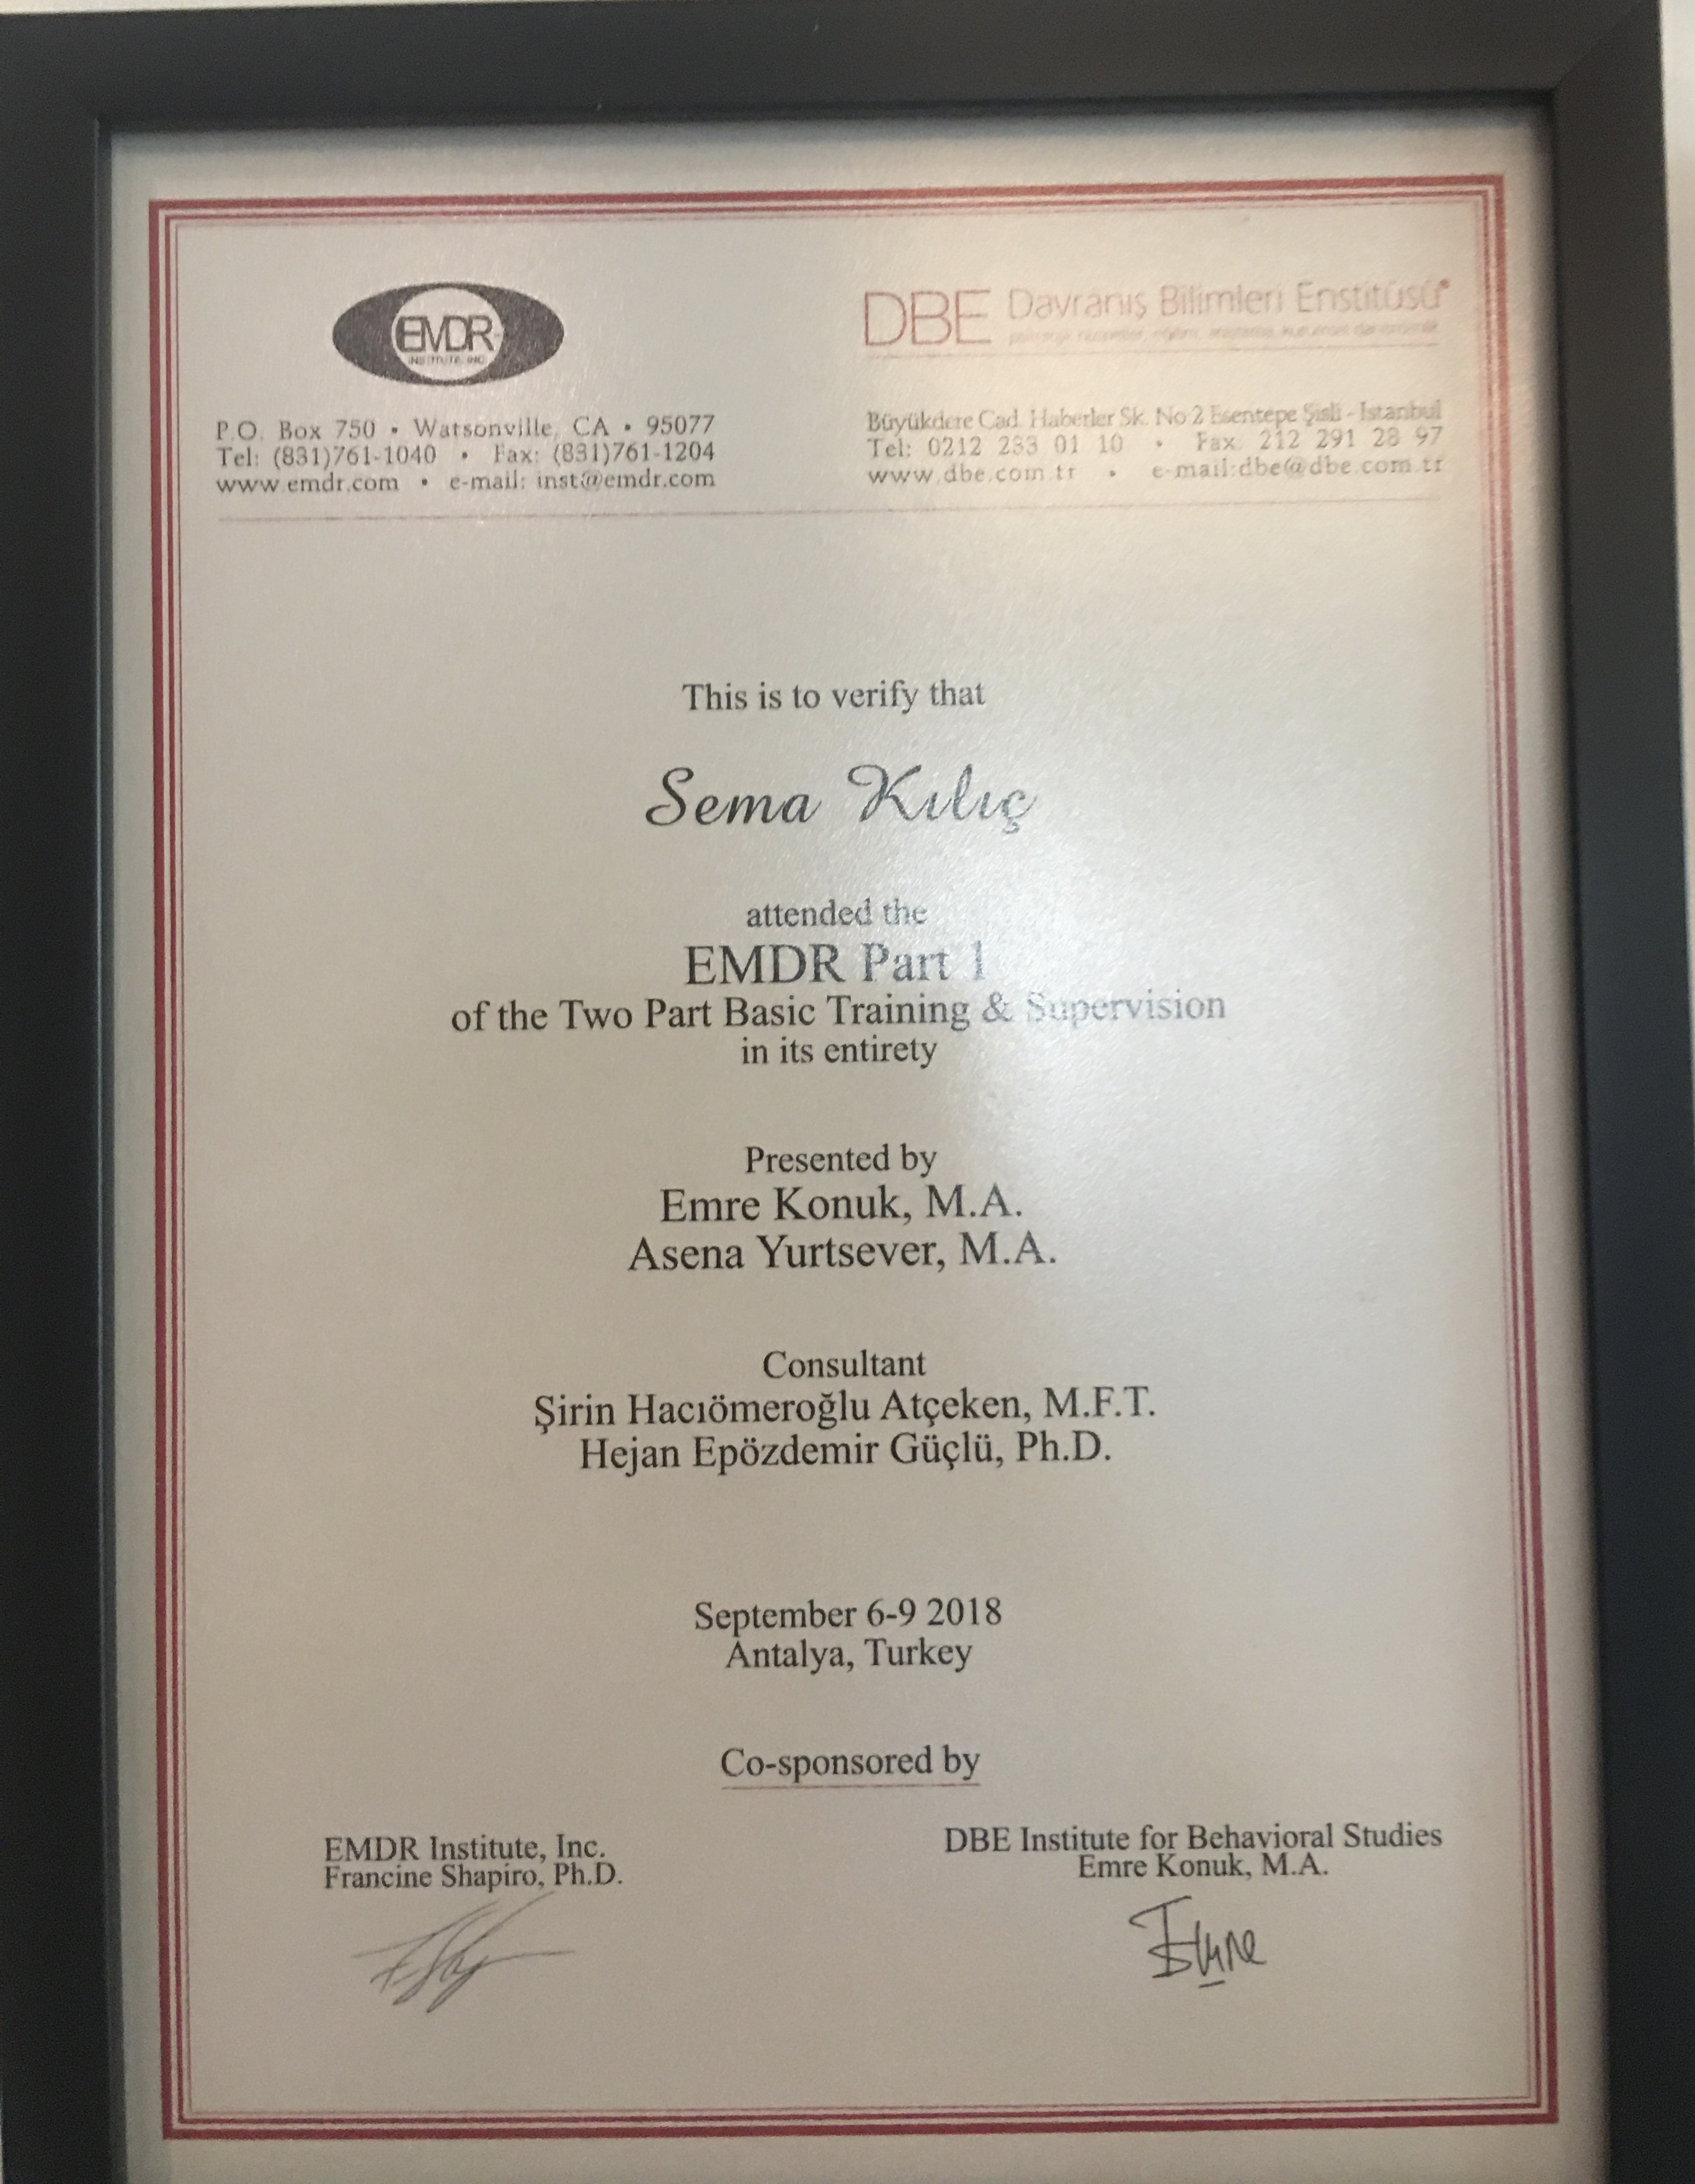 EMDR
INSTITUTE, INC.
DBE Davranış Bilimleri Enstitüsü®
P.O. Box 750 • Watsonville, CA • 95077
Tel: (831)761-1040 • Fax: (831)761-1204
www.emdr.com • e-mail: inst@emdr.com
Büyükdere Cad. Haberler Sk. No:2 Esentepe Şişli - İstanbul
Tel: 0212 233 01 10 • Fax: 212 291 28 97
www.dbe.com.tr • e-mail:dbe@dbe.com.tr
This is to verify that
Sema Kılıç
attended the
EMDR Part 1
of the Two Part Basic Training & Supervision
in its entirety
Presented by
Emre Konuk, M.A.
Asena Yurtsever, M.A.
Consultant
Şirin Hacıömeroğlu Atçeken, M.F.T.
Hejan Epözdemir Güçlü, Ph.D.
September 6-9 2018
Antalya, Turkey
Co-sponsored by
EMDR Institute, Inc.
Francine Shapiro, Ph.D.
DBE Institute for Behavioral Studies
Emre Konuk, M.A.
Emre